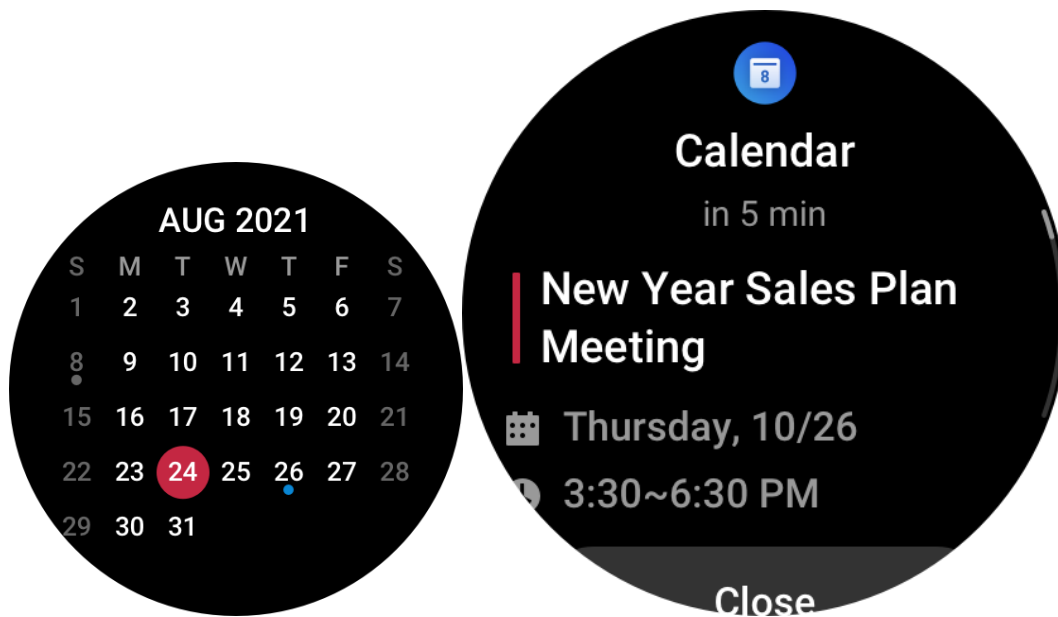 AUG 2021
S M T W T F S
1 2 3 4 5 6 7
8 9 10 11 12 13 14
15 16 17 18 19 20 21
22 23 24 25 26 27 28
29 30 31
8
Calendar
in 5 min
New Year Sales Plan
Meeting
Thursday, 10/26
3:30~6:30 PM
Close